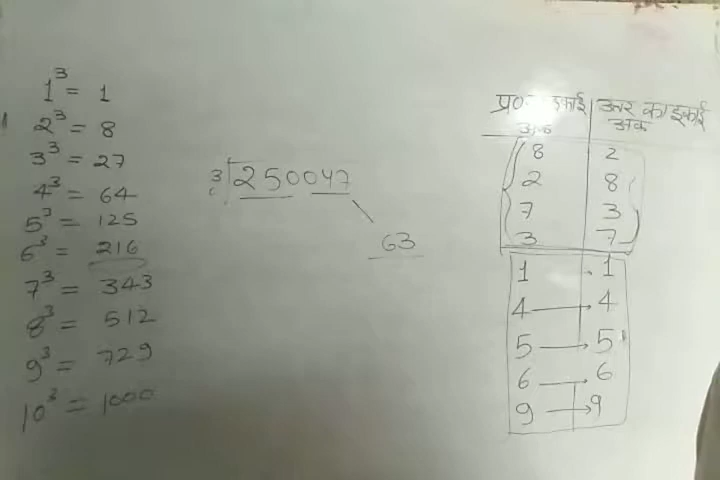 1³ = 1
2³ = 8
3³ = 27
4³ = 64
5³ = 125
6³ = 216
7³ = 343
8³ = 512
9³ = 729
10³ = 1000
∛250047
63
प्र० इकाई उत्तर का इकाई
अंक अंक
8 2
2 8
7 3
3 7
1 → 1
4 → 4
5 → 5
6 → 6
9 → 9